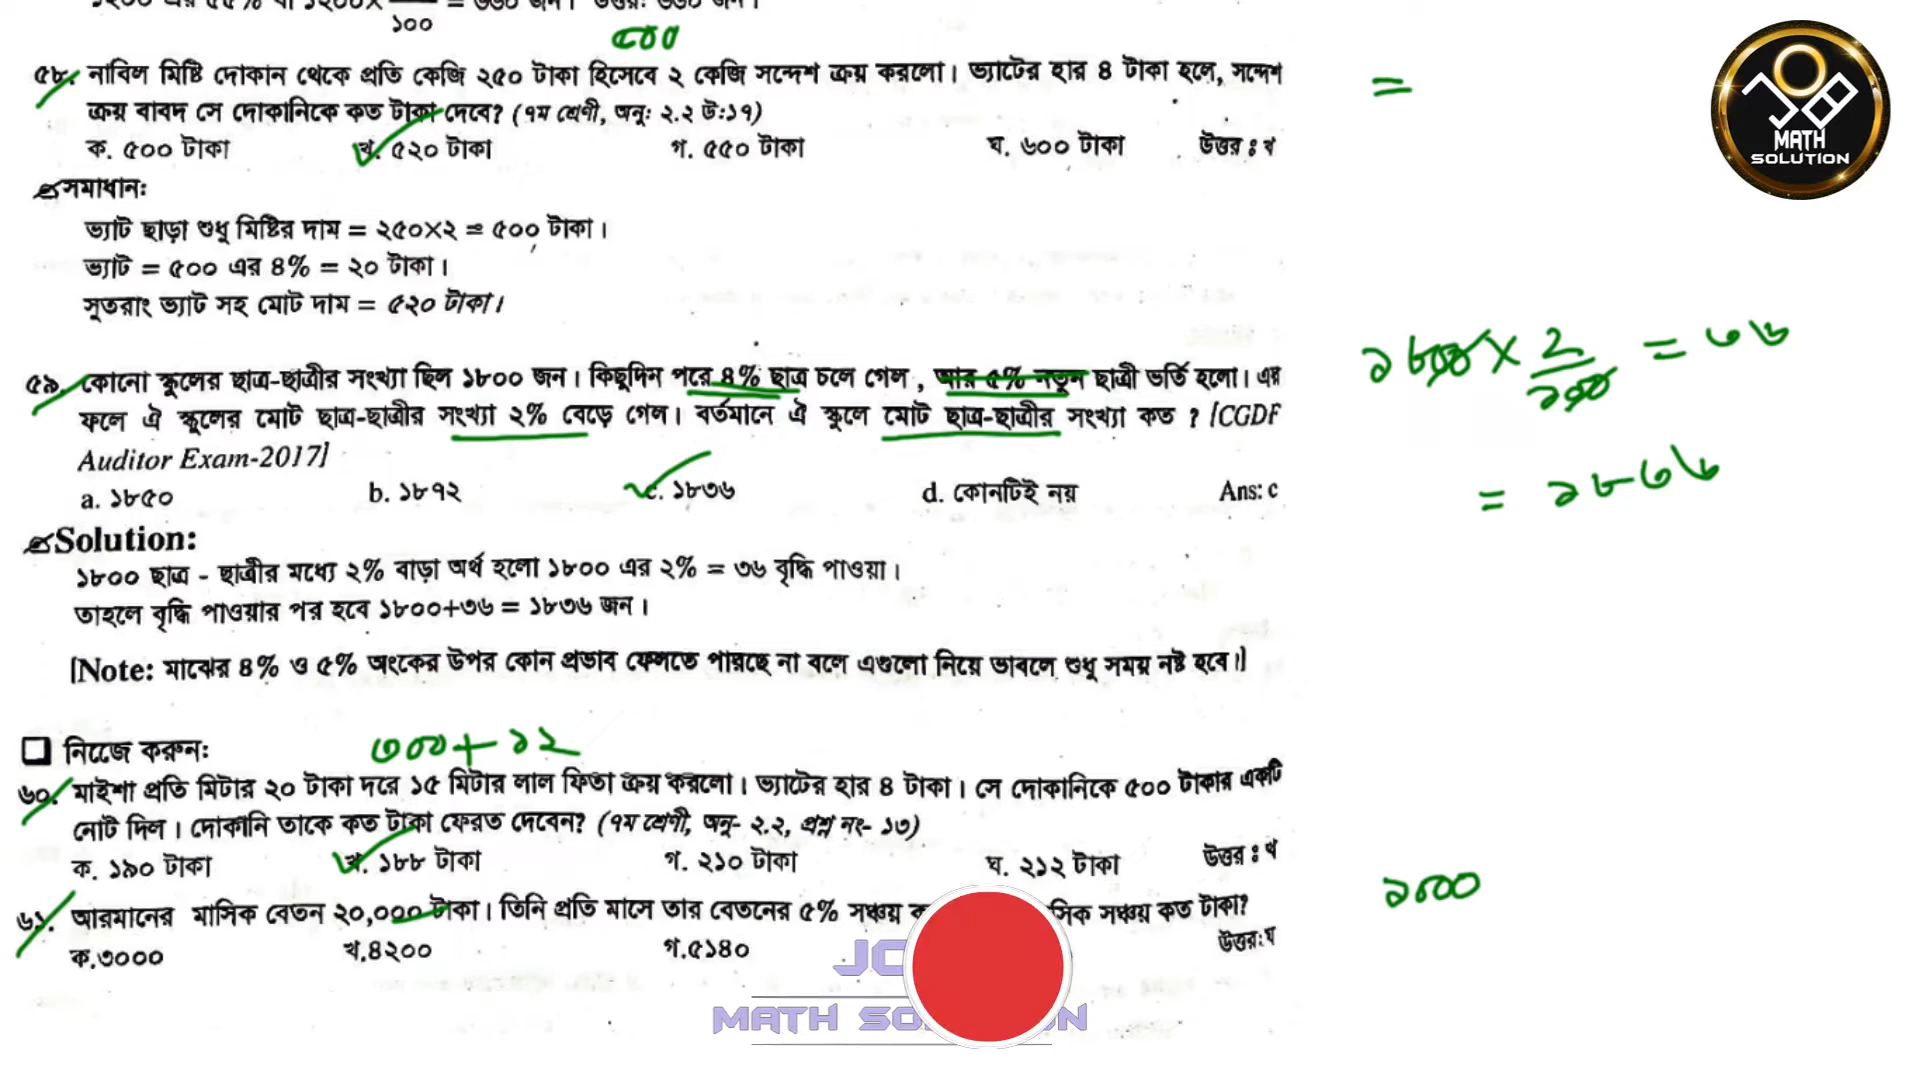 ১০০
৫০০
৫৮. নাবিল মিষ্টি দোকান থেকে প্রতি কেজি ২৫০ টাকা হিসেবে ২ কেজি সন্দেশ ক্রয় করলো। ভ্যাটের হার ৪ টাকা হলে, সন্দেশ
ক্রয় বাবদ সে দোকানিকে কত টাকা দেবে? (৭ম শ্রেণী, অনু: ২.২ উ:১৭)
ক. ৫০০ টাকা খ. ৫২০ টাকা গ. ৫৫০ টাকা ঘ. ৬০০ টাকা উত্তর : খ
=
সমাধান:
ভ্যাট ছাড়া শুধু মিষ্টির দাম = ২৫০×২ = ৫০০ টাকা।
ভ্যাট = ৫০০ এর ৪% = ২০ টাকা।
সুতরাং ভ্যাট সহ মোট দাম = ৫২০ টাকা।
৫৯. কোনো স্কুলের ছাত্র-ছাত্রীর সংখ্যা ছিল ১৮০০ জন। কিছুদিন পরে ৪% ছাত্র চলে গেল , আর ৫% নতুন ছাত্রী ভর্তি হলো। এর
ফলে ঐ স্কুলের মোট ছাত্র-ছাত্রীর সংখ্যা ২% বেড়ে গেল। বর্তমানে ঐ স্কুলে মোট ছাত্র-ছাত্রীর সংখ্যা কত ? [CGDF
Auditor Exam-2017]
a. ১৮৫০ b. ১৮৭২ c. ১৮৩৬ d. কোনটিই নয় Ans: c
১৮০০ × ২/১০০ = ৩৬
= ১৮৩৬
Solution:
১৮০০ ছাত্র - ছাত্রীর মধ্যে ২% বাড়া অর্থ হলো ১৮০০ এর ২% = ৩৬ বৃদ্ধি পাওয়া।
তাহলে বৃদ্ধি পাওয়ার পর হবে ১৮০০+৩৬ = ১৮৩৬ জন।
[Note: মাঝের ৪% ও ৫% অংকের উপর কোন প্রভাব ফেলতে পারছে না বলে এগুলো নিয়ে ভাবলে শুধু সময় নষ্ট হবে।]
নিজে করুন:
৩০০+১২
৬০. মাইশা প্রতি মিটার ২০ টাকা দরে ১৫ মিটার লাল ফিতা ক্রয় করলো। ভ্যাটের হার ৪ টাকা। সে দোকানিকে ৫০০ টাকার একটি
নোট দিল। দোকানি তাকে কত টাকা ফেরত দেবেন? (৭ম শ্রেণী, অনু- ২.২, প্রশ্ন নং- ১৩)
ক. ১৯০ টাকা খ. ১৮৮ টাকা গ. ২১০ টাকা ঘ. ২১২ টাকা উত্তর : খ
৬১. আরমানের মাসিক বেতন ২০,০০০ টাকা। তিনি প্রতি মাসে তার বেতনের ৫% সঞ্চয় সিক সঞ্চয় কত টাকা?
ক.৩০০০ খ.৪২০০ গ.৫১৪০ উত্তর:ঘ
১০০০
MATH
SOLUTION